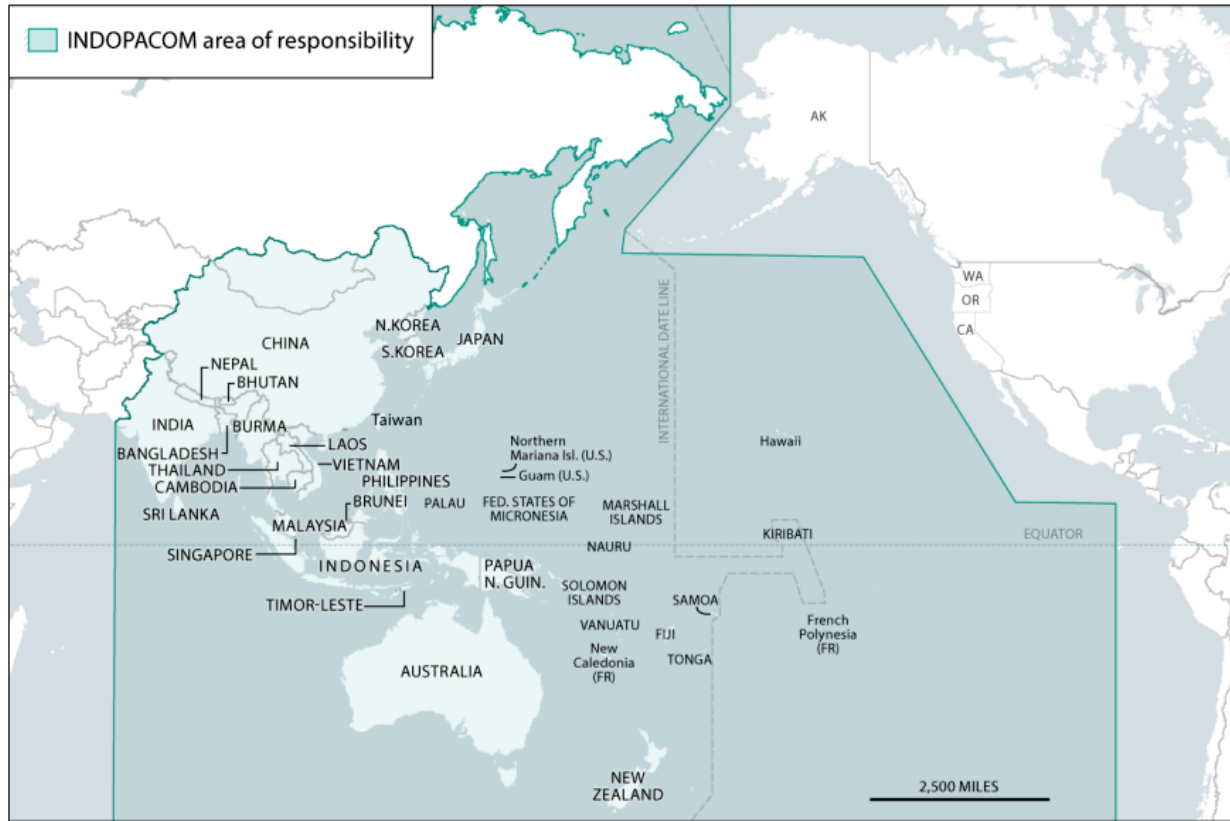 INDOPACOM area of responsibility
AK
WA
OR
CA
INTERNATIONAL DATE LINE
N.KOREA
JAPAN
S.KOREA
CHINA
NEPAL
BHUTAN
INDIA
BURMA
Taiwan
BANGLADESH
LAOS
THAILAND
VIETNAM
CAMBODIA
PHILIPPINES
Northern
Mariana Isl. (U.S.)
Guam (U.S.)
Hawaii
BRUNEI
PALAU
FED. STATES OF
MICRONESIA
MARSHALL
ISLANDS
SRI LANKA
MALAYSIA
KIRIBATI
EQUATOR
NAURU
SINGAPORE
INDONESIA
PAPUA
N. GUIN.
SOLOMON
ISLANDS
SAMOA
TIMOR-LESTE
VANUATU
FIJI
French
Polynesia
(FR)
New
Caledonia
(FR)
TONGA
AUSTRALIA
NEW
ZEALAND
2,500 MILES